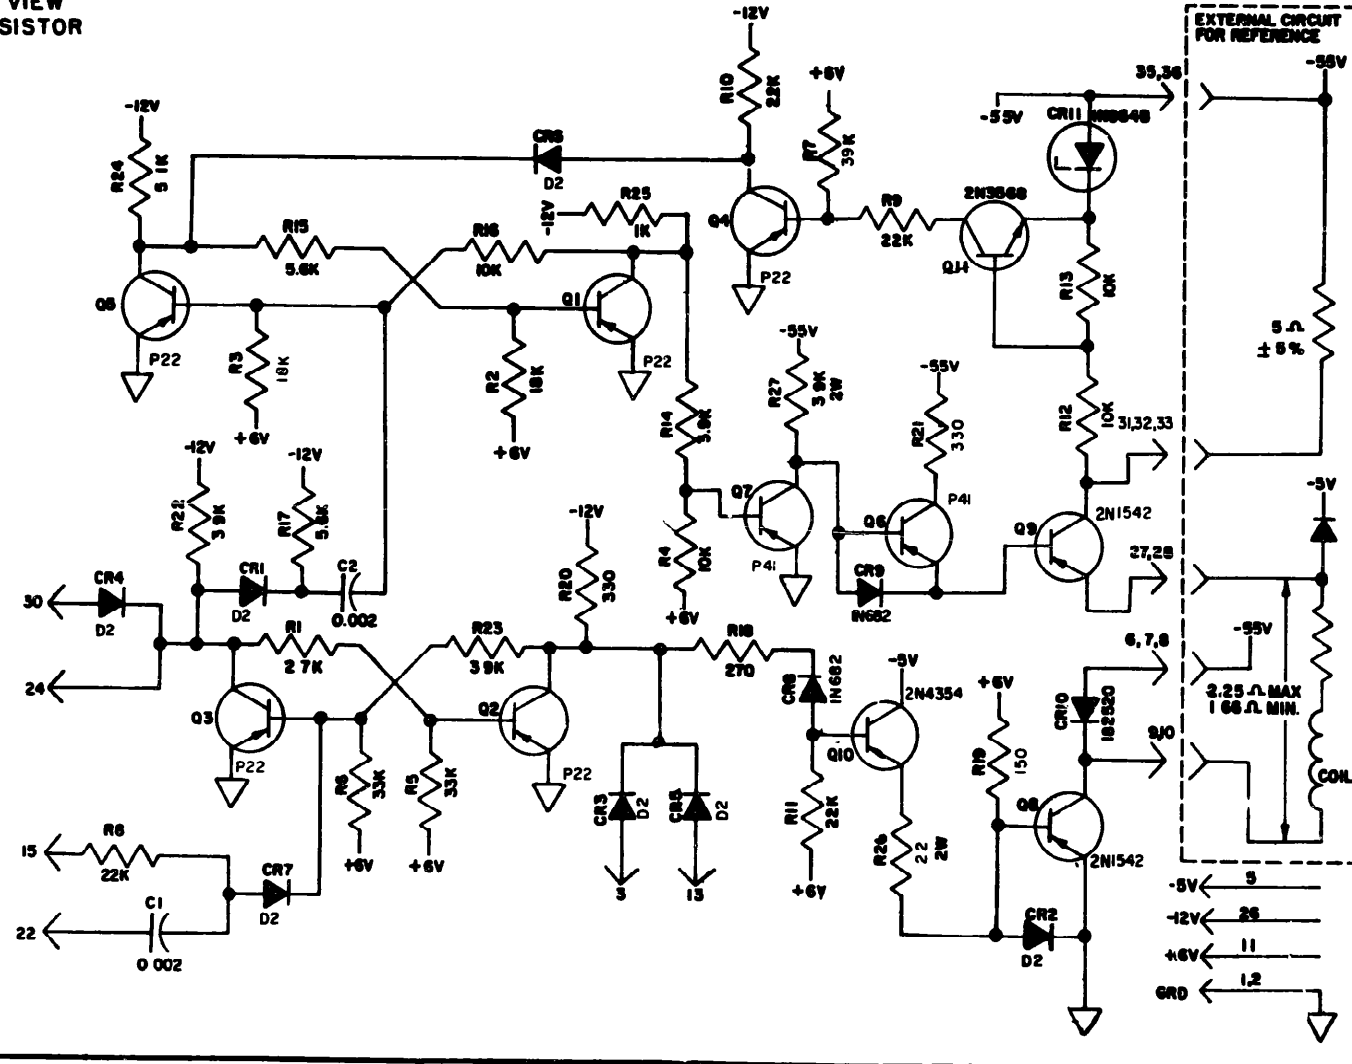 VIEW
SISTOR
-12V
R24
5 1K
Q5
P22
R15
5.6K
CR6
D2
R16
10K
-12V
R25
1K
Q1
P22
R3
18K
+6V
R2
18K
+6V
-12V
R10
22K
+6V
R7
39K
Q4
P22
R9
22K
2N3568
Q11
-55V
CR11
35,36
R13
10K
R12
10K
31,32,33
EXTERNAL CIRCUIT
FOR REFERENCE
-55V
5 Ω
± 5%
-12V
R22
3 9K
-12V
R17
CR1
D2
C2
0.002
30
CR4
D2
24
R1
2 7K
R23
3 9K
-12V
R20
330
R14
R4
10K
+6V
Q7
P41
-55V
R27
3 9K
2W
-55V
R21
330
Q6
P41
CR9
1N662
Q9
2N1542
27,28
-5V
Q3
P22
R6
33K
+6V
R5
33K
+6V
Q2
P22
CR3
D2
CR5
D2
13
R18
270
CR8
1N682
-5V
2N4354
Q10
R11
22K
+6V
R26
22
2W
+6V
R19
150
Q8
2N1542
CR10
6, 7, 8
9,10
-55V
2.25 Ω MAX
1 66 Ω MIN.
COIL
15
R8
22K
CR7
D2
22
C1
0 002
CR2
D2
-5V
5
-12V
26
+6V
11
GRD
1,2